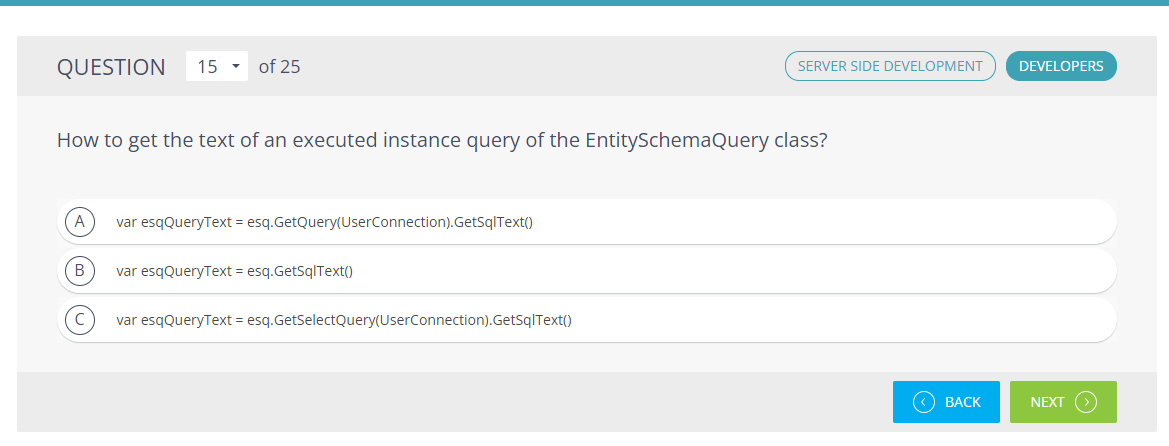 QUESTION 15 of 25 SERVER SIDE DEVELOPMENT DEVELOPERS
How to get the text of an executed instance query of the EntitySchemaQuery class?
A var esqQueryText = esq.GetQuery(UserConnection).GetSqlText()
B var esqQueryText = esq.GetSqlText()
C var esqQueryText = esq.GetSelectQuery(UserConnection).GetSqlText()
BACK NEXT